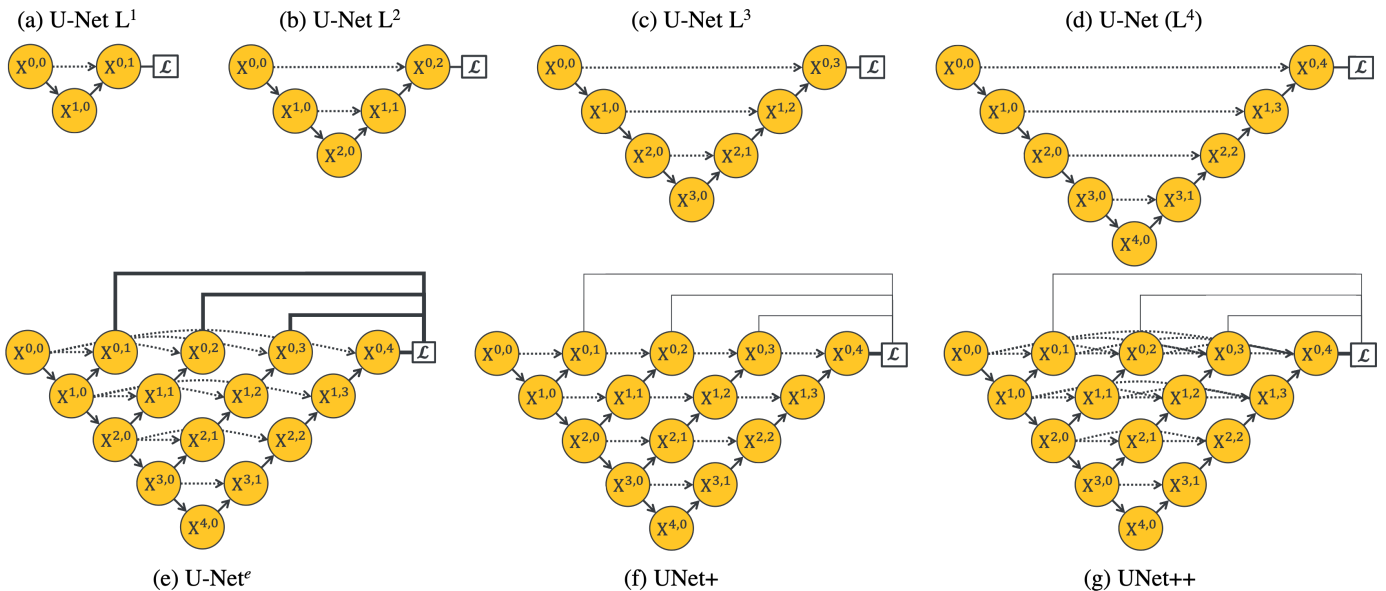 (a) U-Net L¹ (b) U-Net L² (c) U-Net L³ (d) U-Net (L⁴)
X⁰,⁰ X⁰,¹ ℒ X⁰,⁰ X⁰,² ℒ X⁰,⁰ X⁰,³ ℒ X⁰,⁰ X⁰,⁴ ℒ
X¹,⁰ X¹,⁰ X¹,¹ X¹,⁰ X¹,² X¹,⁰ X¹,³
X²,⁰ X²,⁰ X²,¹ X²,⁰ X²,²
X³,⁰ X³,⁰ X³,¹
X⁴,⁰
X⁰,⁰ X⁰,¹ X⁰,² X⁰,³ X⁰,⁴ ℒ X⁰,⁰ X⁰,¹ X⁰,² X⁰,³ X⁰,⁴ ℒ X⁰,⁰ X⁰,¹ X⁰,² X⁰,³ X⁰,⁴ ℒ
X¹,⁰ X¹,¹ X¹,² X¹,³ X¹,⁰ X¹,¹ X¹,² X¹,³ X¹,⁰ X¹,¹ X¹,² X¹,³
X²,⁰ X²,¹ X²,² X²,⁰ X²,¹ X²,² X²,⁰ X²,¹ X²,²
X³,⁰ X³,¹ X³,⁰ X³,¹ X³,⁰ X³,¹
X⁴,⁰ X⁴,⁰ X⁴,⁰
(e) U-Netᵉ (f) UNet+ (g) UNet++